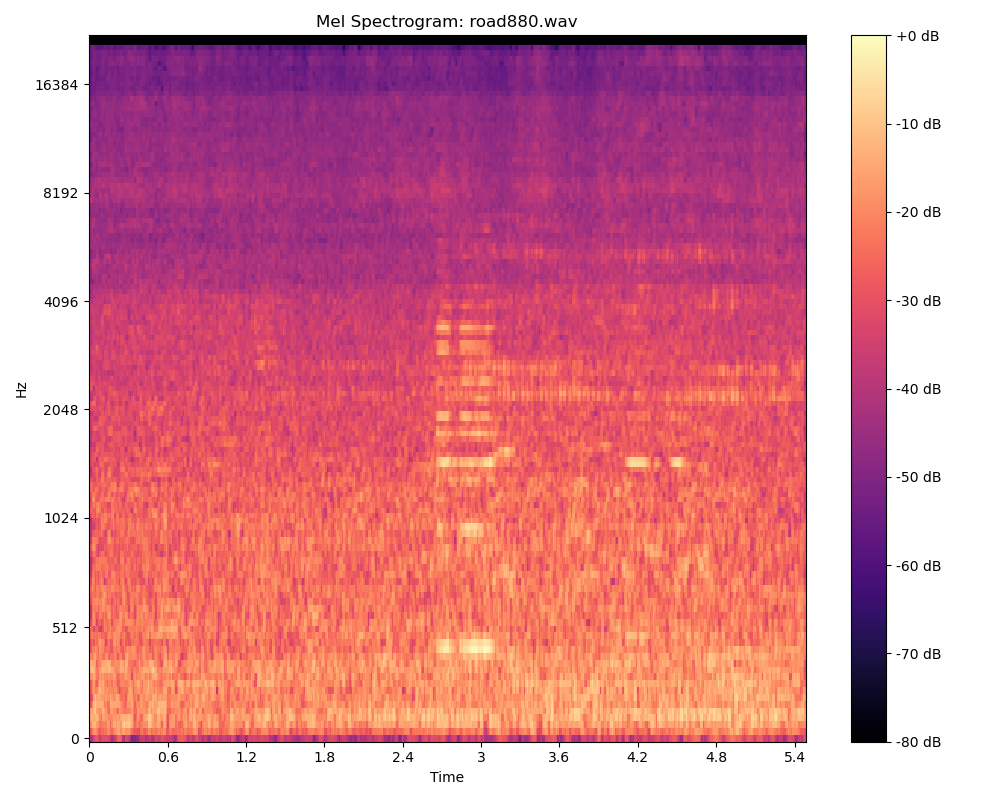 Mel Spectrogram: road880.wav
Hz
16384
8192
4096
2048
1024
512
0
0 0.6 1.2 1.8 2.4 3 3.6 4.2 4.8 5.4
Time
+0 dB
-10 dB
-20 dB
-30 dB
-40 dB
-50 dB
-60 dB
-70 dB
-80 dB